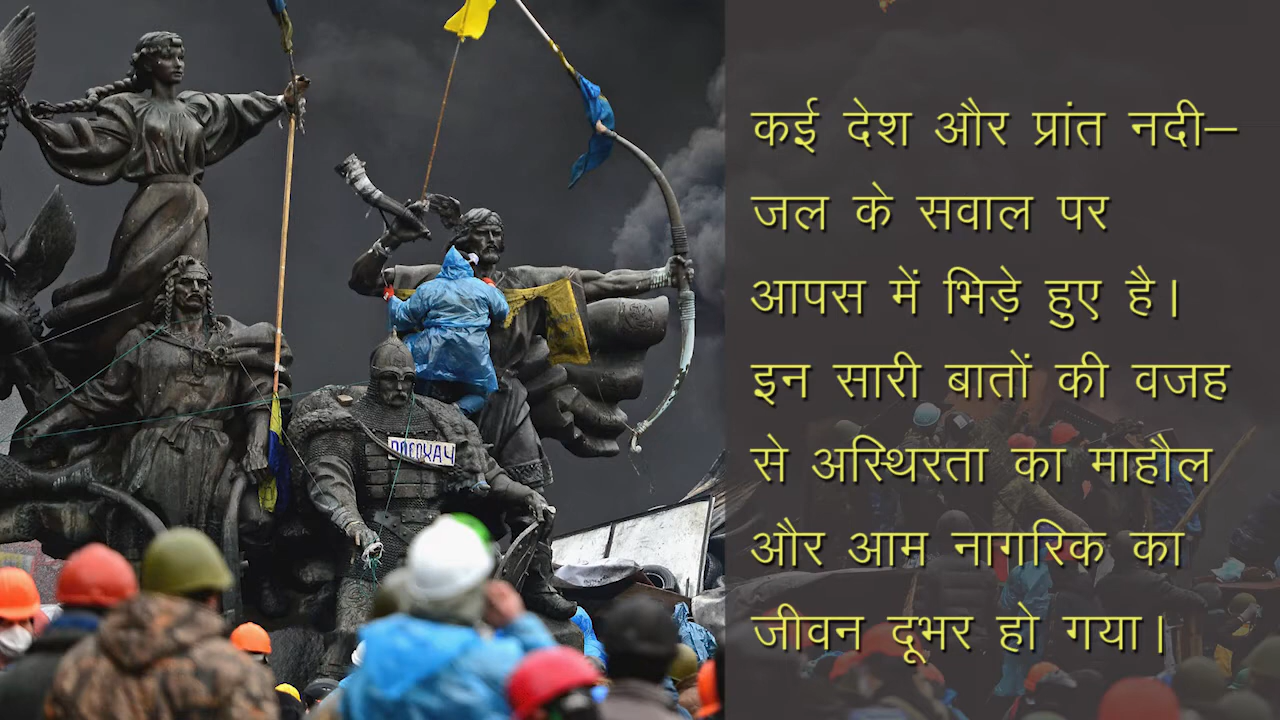 कई देश और प्रांत नदी–
जल के सवाल पर
आपस में भिड़े हुए है।
इन सारी बातों की वजह
से अस्थिरता का माहौल
और आम नागरिक का
जीवन दूभर हो गया।